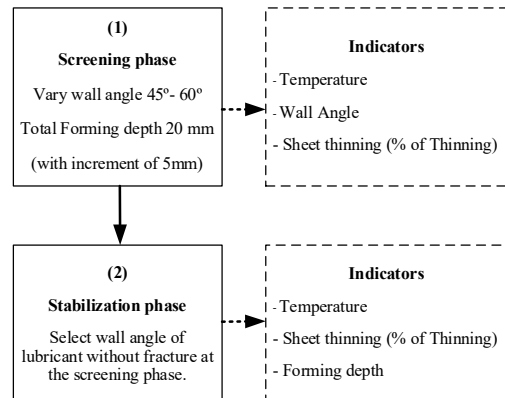 (1)
Screening phase
Vary wall angle 45º- 60º
Total Forming depth 20 mm
(with increment of 5mm)
Indicators
- Temperature
- Wall Angle
- Sheet thinning (% of Thinning)
(2)
Stabilization phase
Select wall angle of
lubricant without fracture at
the screening phase.
Indicators
- Temperature
- Sheet thinning (% of Thinning)
- Forming depth